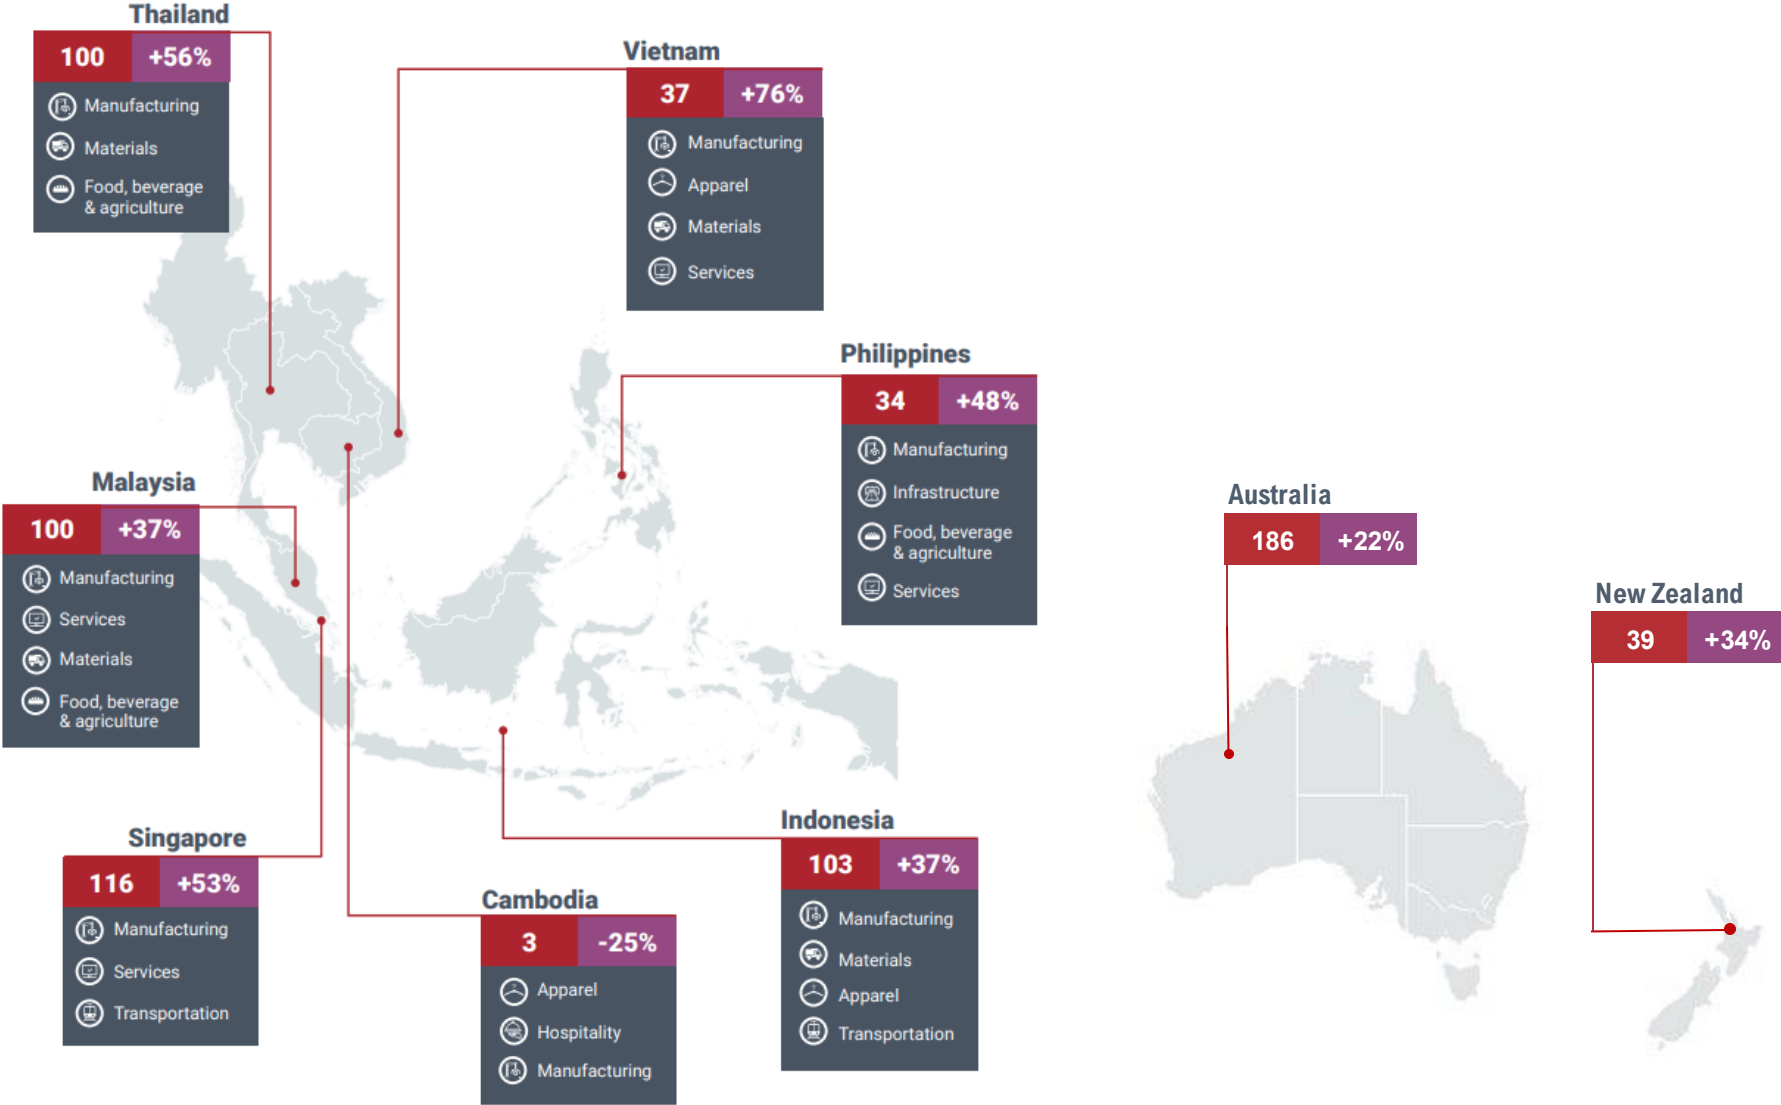 Thailand
100 +56%
Manufacturing
Materials
Food, beverage
& agriculture
Vietnam
37 +76%
Manufacturing
Apparel
Materials
Services
Philippines
34 +48%
Manufacturing
Infrastructure
Food, beverage
& agriculture
Services
Malaysia
100 +37%
Manufacturing
Services
Materials
Food, beverage
& agriculture
Australia
186 +22%
New Zealand
39 +34%
Singapore
116 +53%
Manufacturing
Services
Transportation
Cambodia
3 -25%
Apparel
Hospitality
Manufacturing
Indonesia
103 +37%
Manufacturing
Materials
Apparel
Transportation